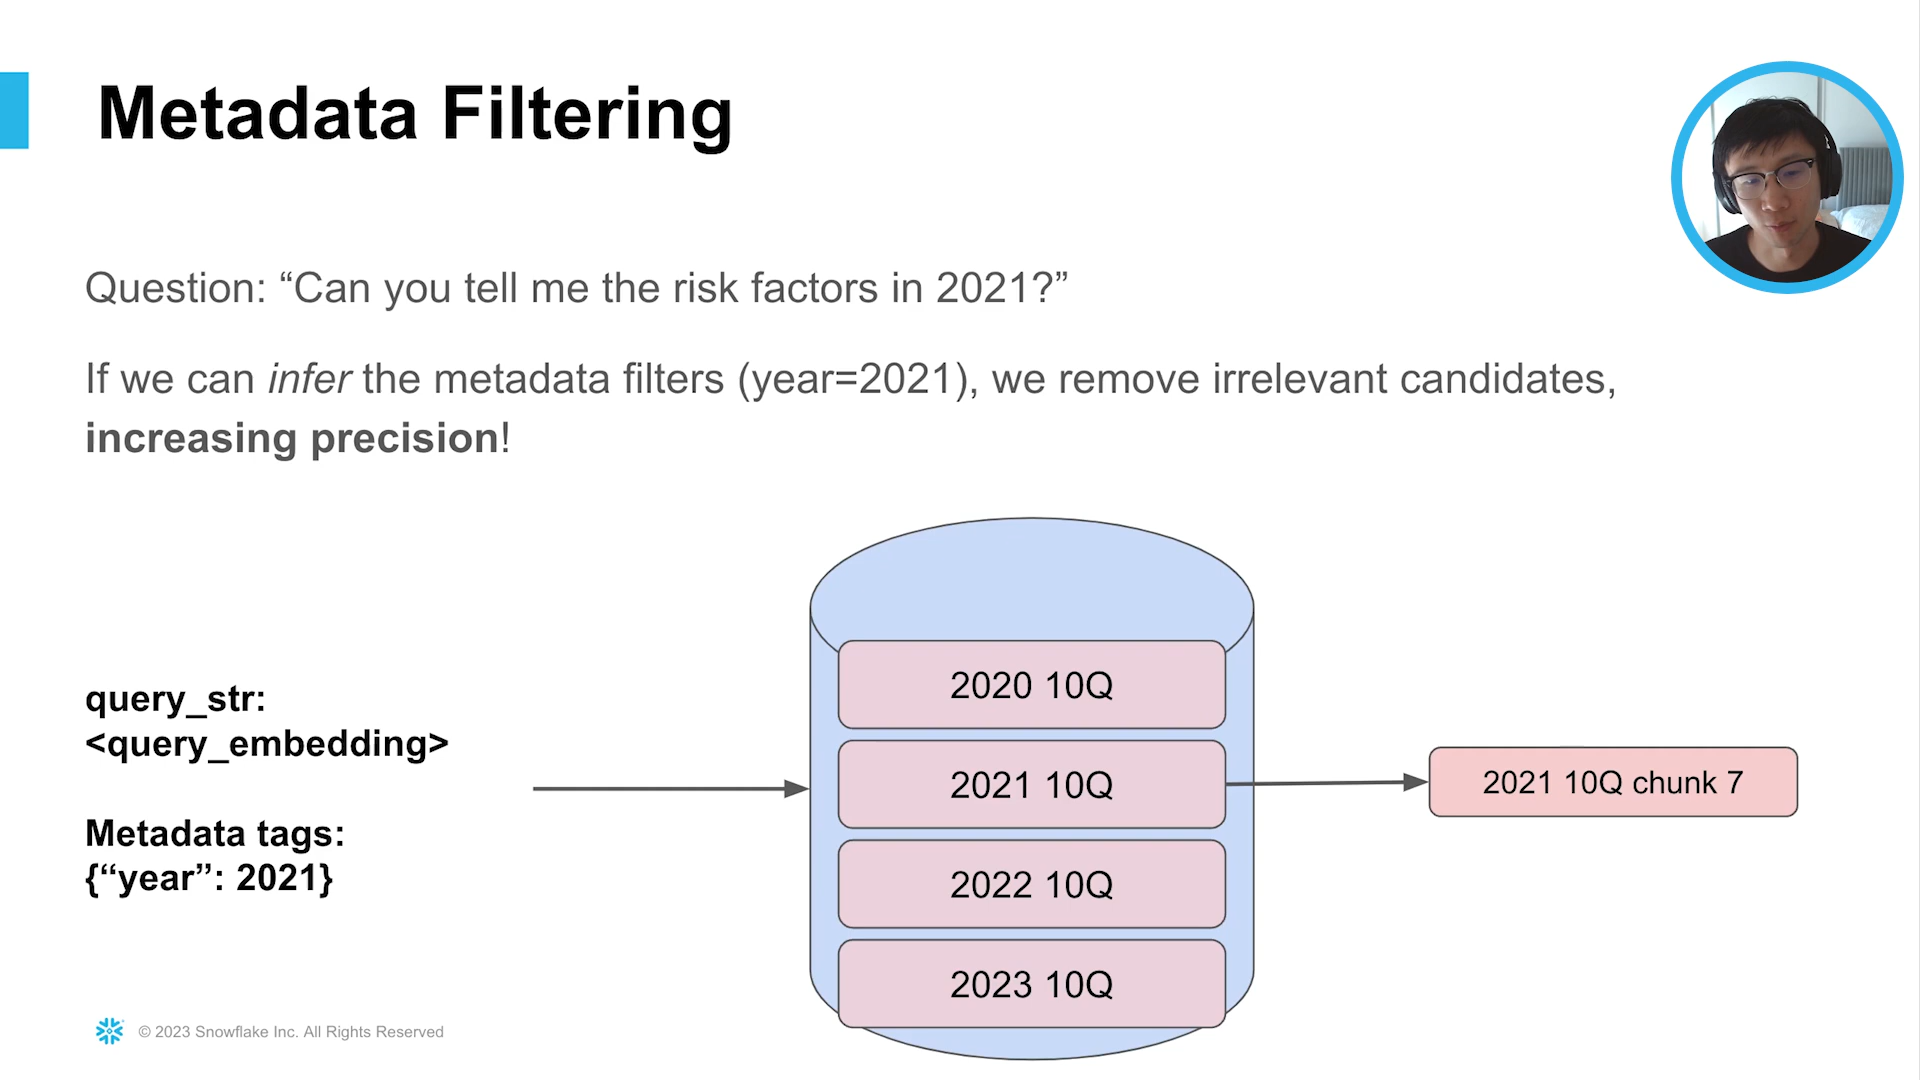 Metadata Filtering
Question: “Can you tell me the risk factors in 2021?”
If we can infer the metadata filters (year=2021), we remove irrelevant candidates,
increasing precision!
query_str:
<query_embedding>
Metadata tags:
{“year”: 2021}
2020 10Q
2021 10Q
2022 10Q
2023 10Q
2021 10Q chunk 7
© 2023 Snowflake Inc. All Rights Reserved